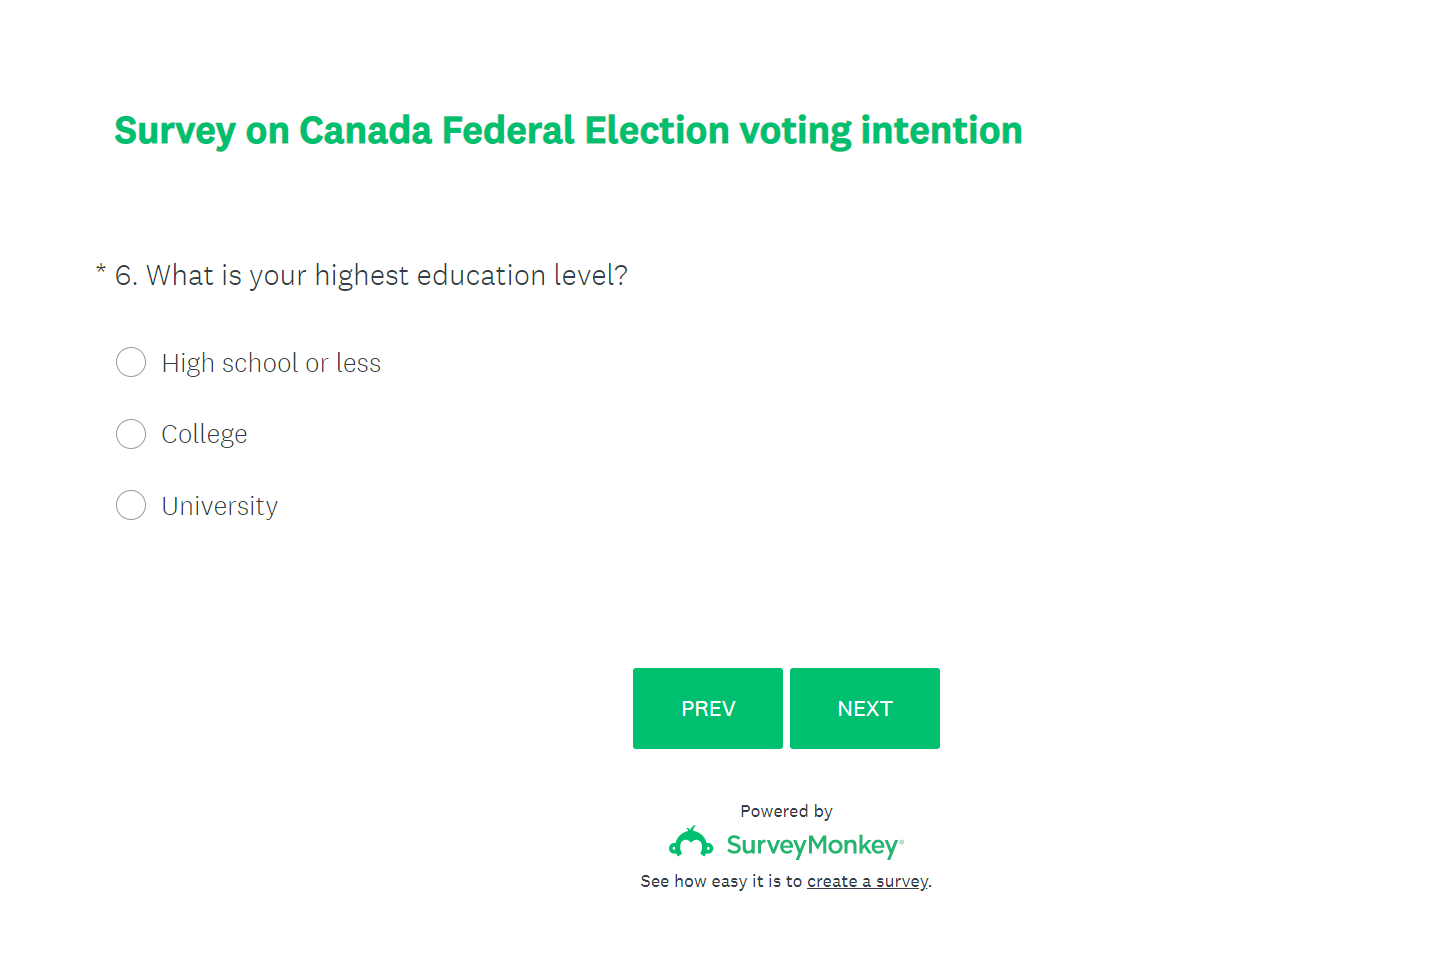 Survey on Canada Federal Election voting intention
* 6. What is your highest education level?
High school or less
College
University
PREV NEXT
Powered by
SurveyMonkey®
See how easy it is to create a survey.